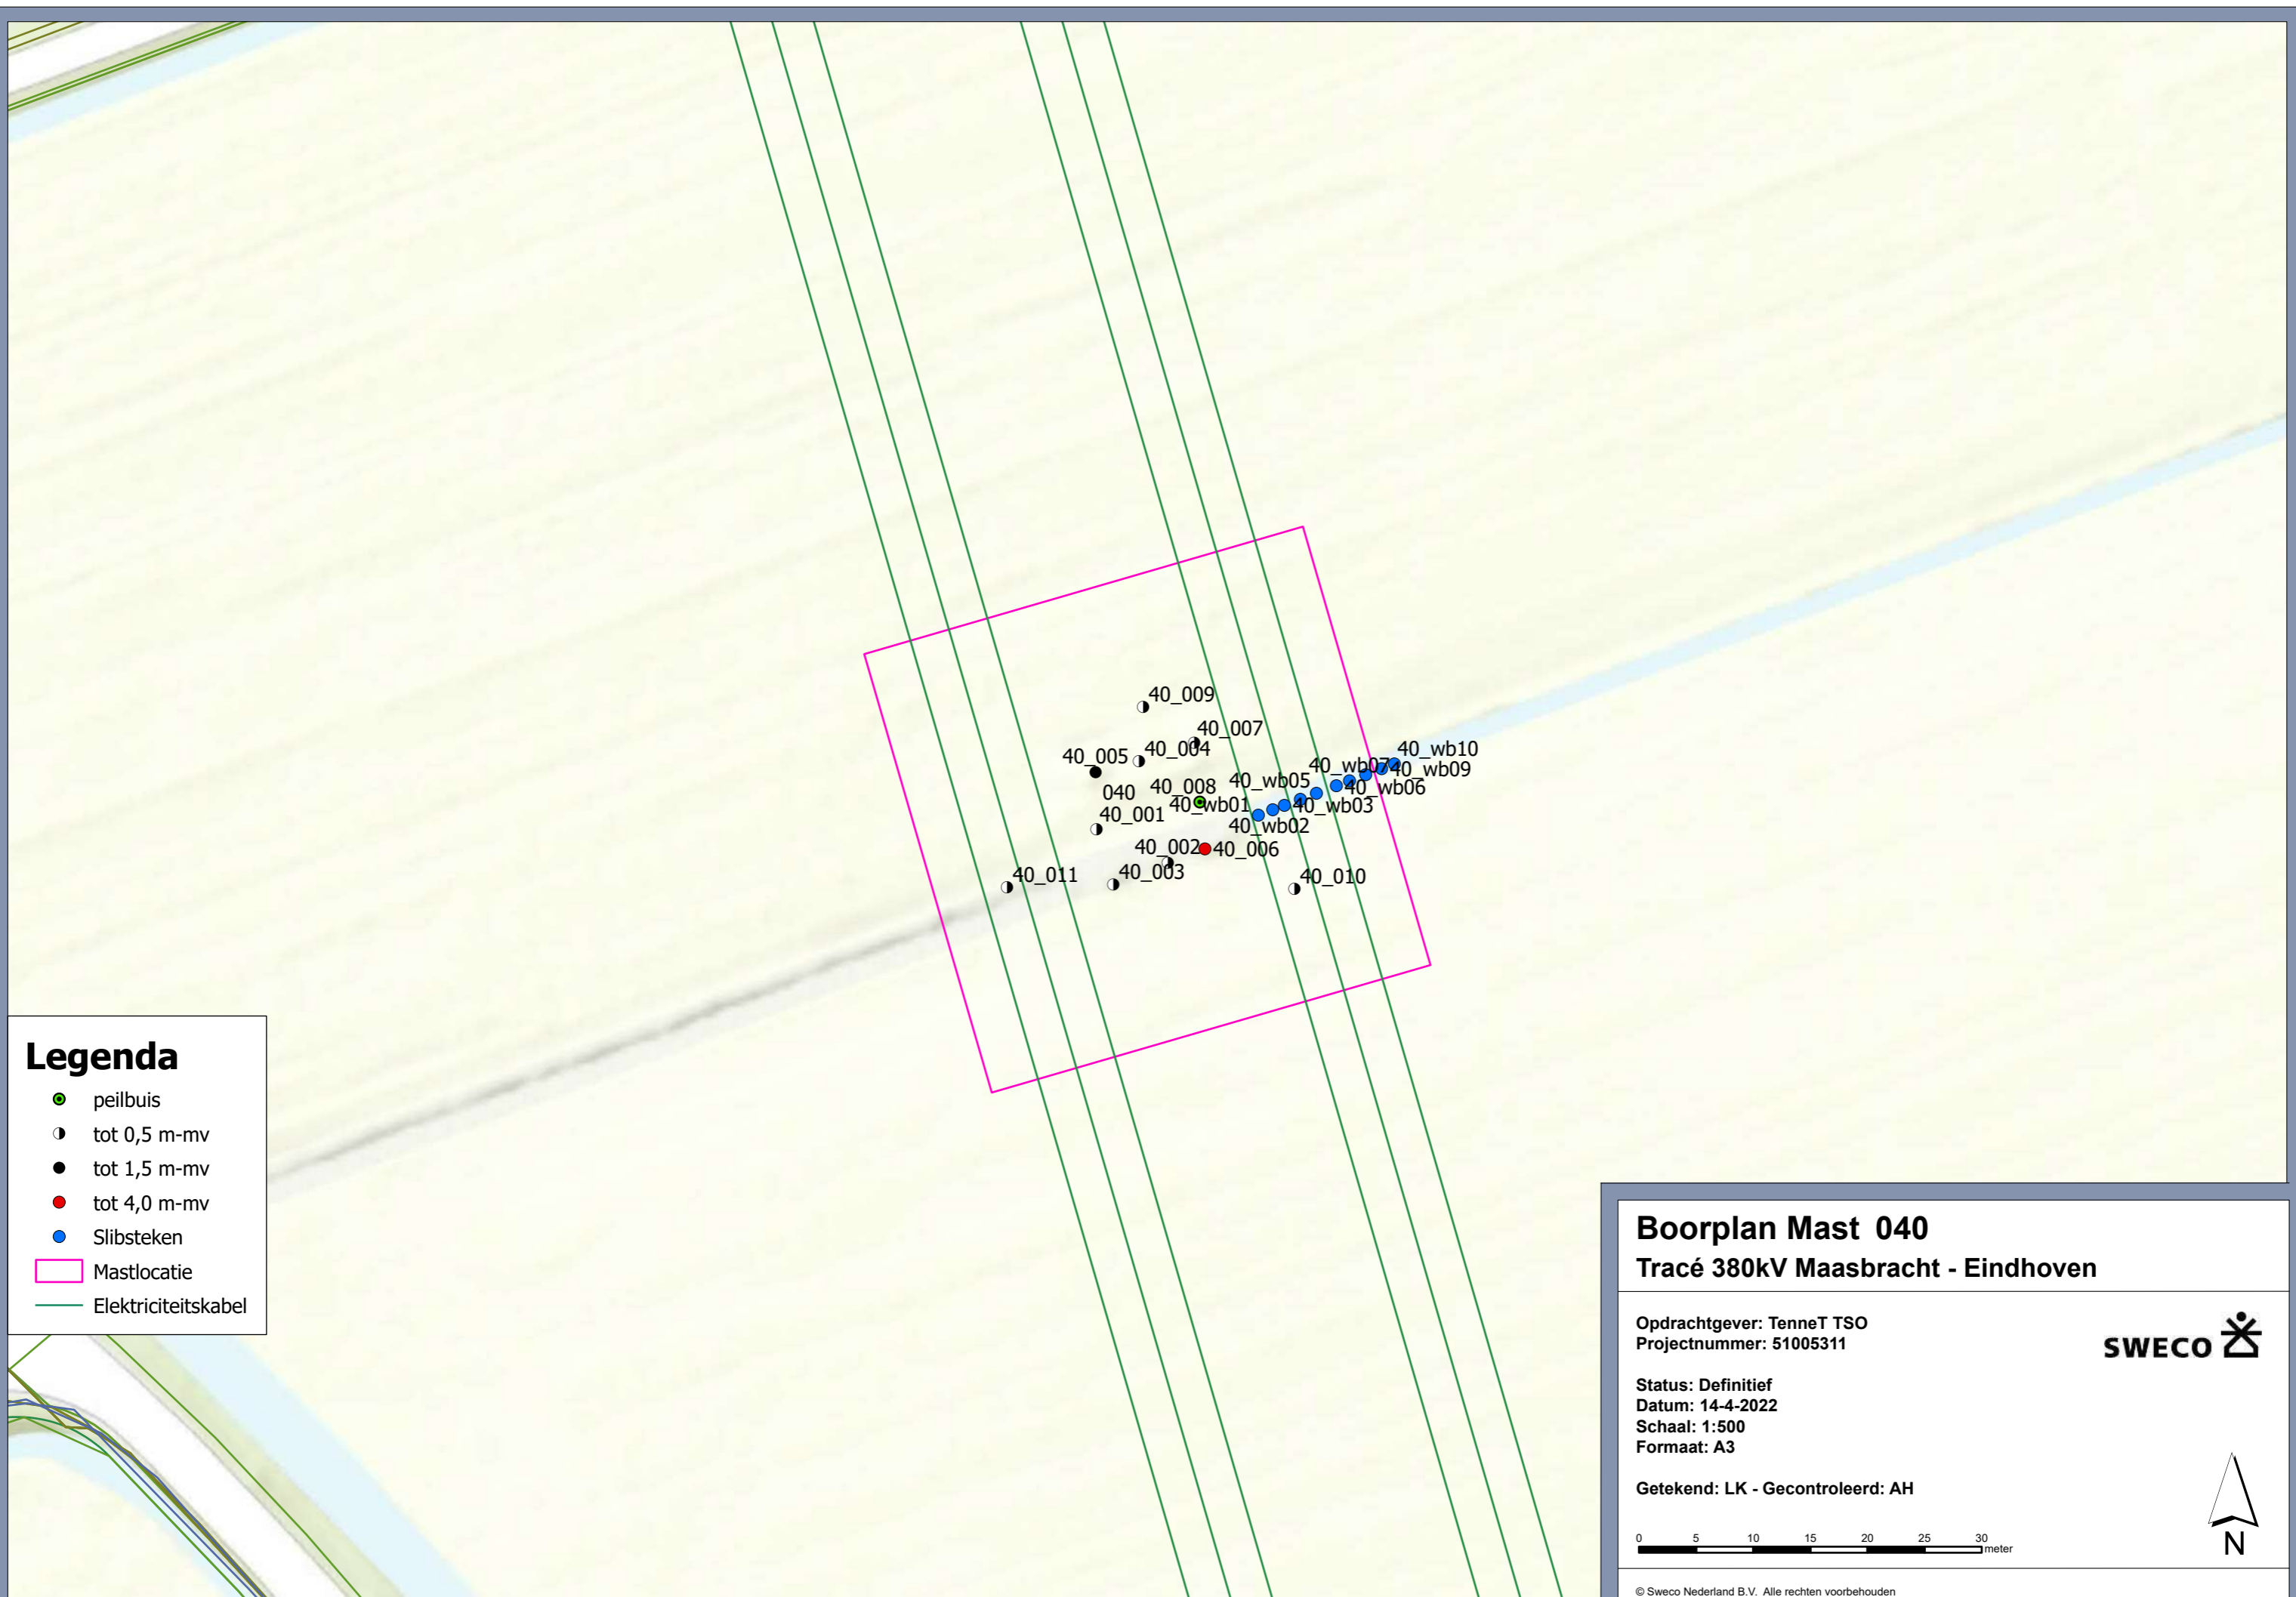 40_009
40_007
40_005
40_004
40_wb10
40_wb07
40_wb09
40_008
40_wb05
40_wb06
040
40_wb01
40_wb03
40_001
40_wb02
40_002
40_006
40_011
40_003
40_010
Legenda
peilbuis
tot 0,5 m-mv
tot 1,5 m-mv
tot 4,0 m-mv
Slibsteken
Mastlocatie
Elektriciteitskabel
Boorplan Mast 040
Tracé 380kV Maasbracht - Eindhoven
Opdrachtgever: TenneT TSO
Projectnummer: 51005311
SWECO
Status: Definitief
Datum: 14-4-2022
Schaal: 1:500
Formaat: A3
Getekend: LK - Gecontroleerd: AH
0 5 10 15 20 25 30
meter
N
© Sweco Nederland B.V. Alle rechten voorbehouden